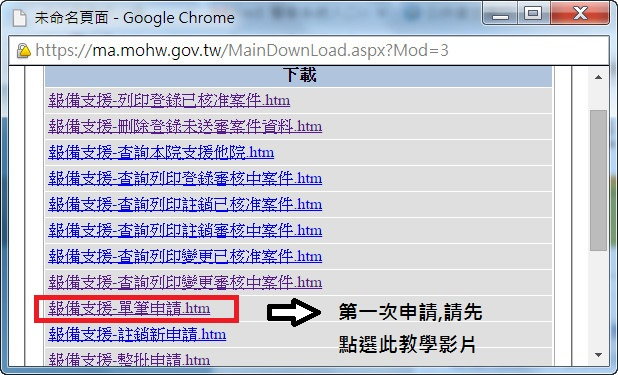 未命名頁面 - Google Chrome
https://ma.mohw.gov.tw/MainDownLoad.aspx?Mod=3
下載
報備支援-列印登錄已核准案件.htm
報備支援-刪除登錄未送審案件資料.htm
報備支援-查詢本院支援他院.htm
報備支援-查詢列印登錄審核中案件.htm
報備支援-查詢列印註銷已核准案件.htm
報備支援-查詢列印註銷審核中案件.htm
報備支援-查詢列印變更已核准案件.htm
報備支援-查詢列印變更審核中案件.htm
報備支援-單筆申請.htm
第一次申請,請先
點選此教學影片
報備支援-註銷新申請.htm
報備支援-整批申請.htm